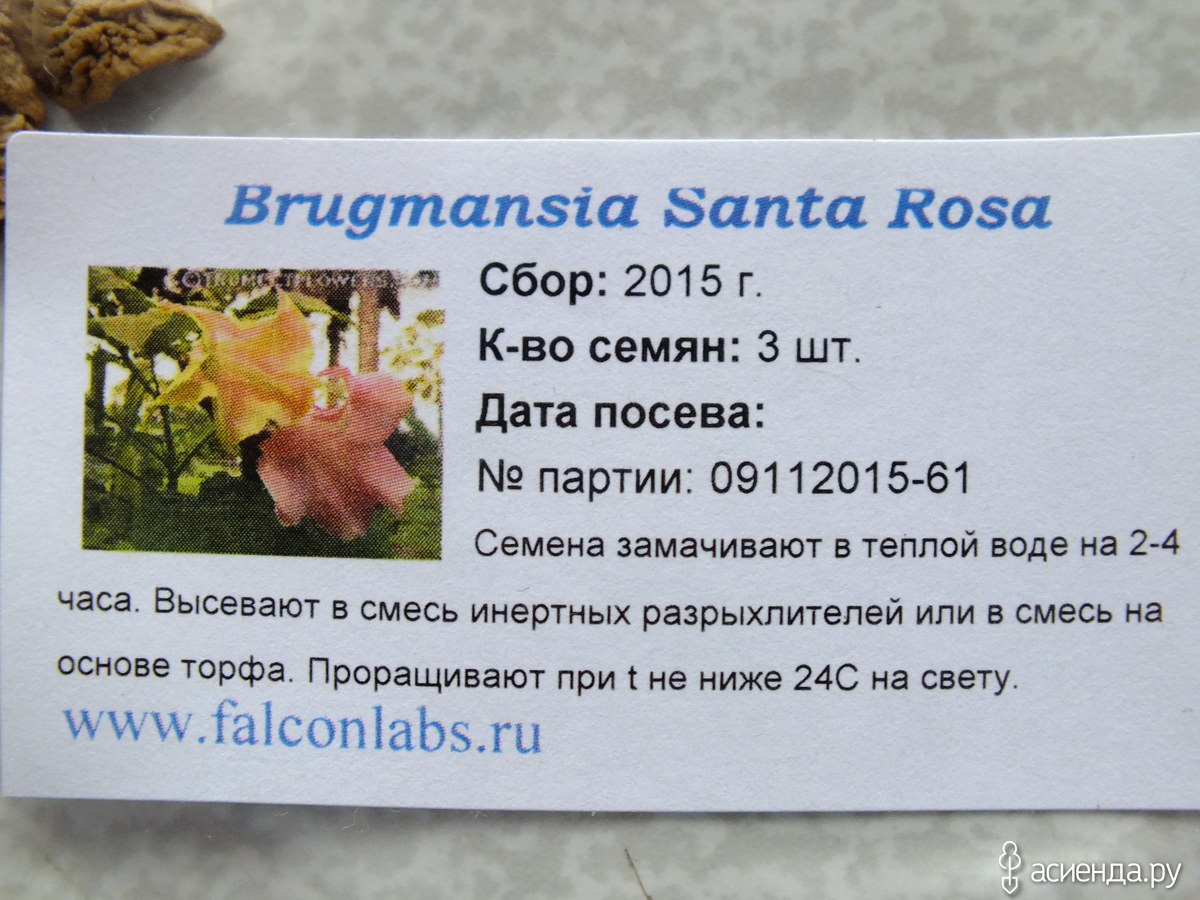 Brugmansia Santa Rosa
Сбор: 2015 г.
К-во семян: 3 шт.
Дата посева:
№ партии: 09112015-61
Семена замачивают в теплой воде на 2-4
часа. Высевают в смесь инертных разрыхлителей или в смесь на
основе торфа. Проращивают при t не ниже 24С на свету.
www.falconlabs.ru
асиенда.ру